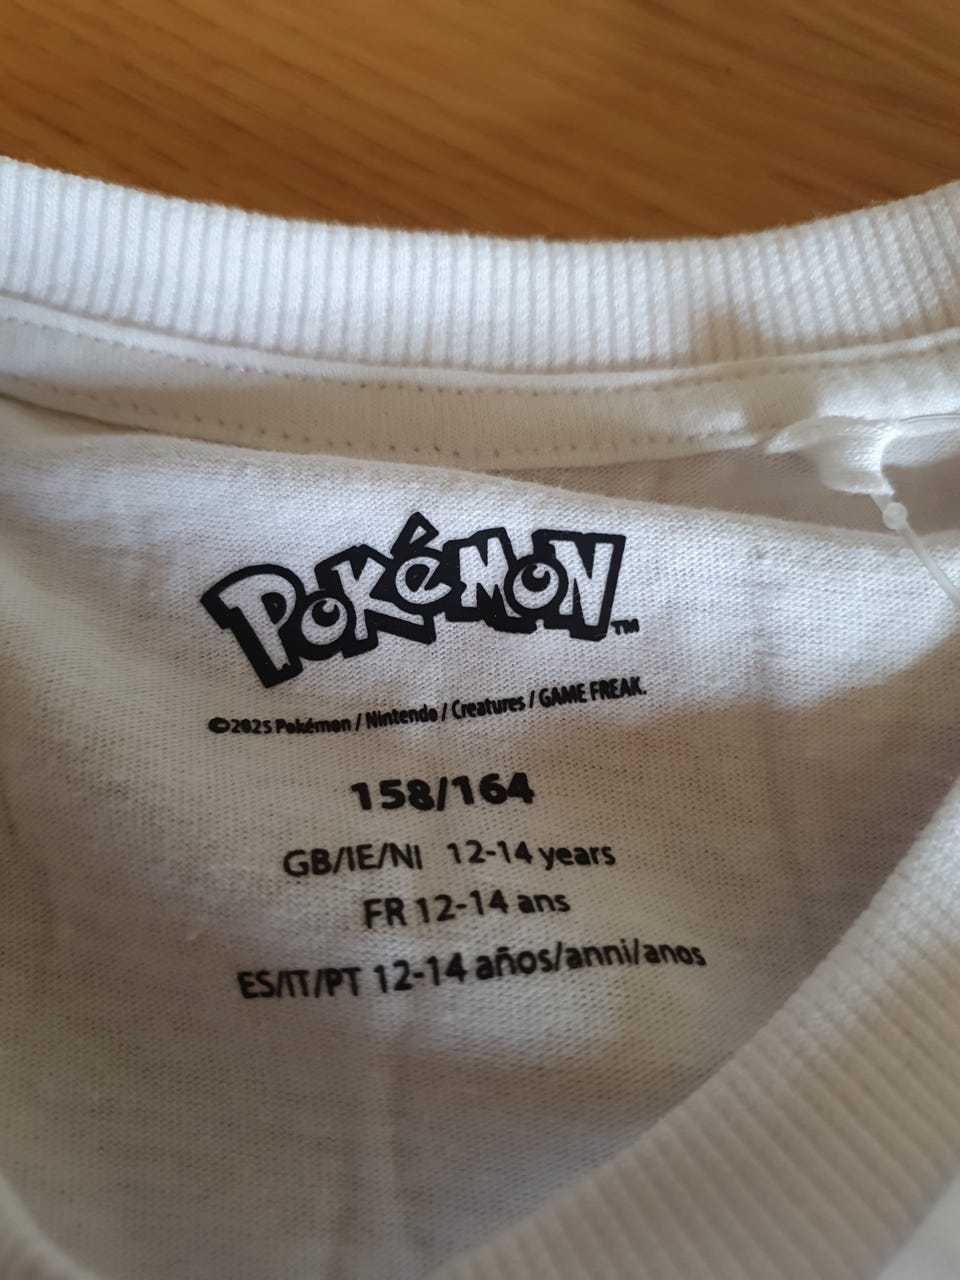 POKéMON™
©2025 Pokémon / Nintendo / Creatures / GAME FREAK.
158/164
GB/IE/NI 12-14 years
FR 12-14 ans
ES/IT/PT 12-14 años/anni/anos